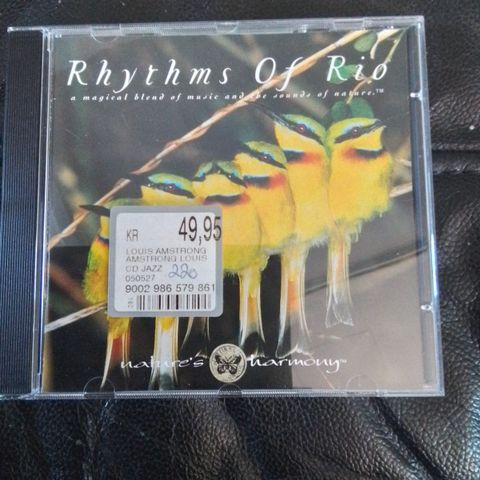 Rhythms Of Rio
a magical blend of music and the sounds of nature.™
KR 49,95
LOUIS AMSTRONG
AMSTRONG LOUIS
CD JAZZ 220
050527
9002 986 579 861
nature's harmony™